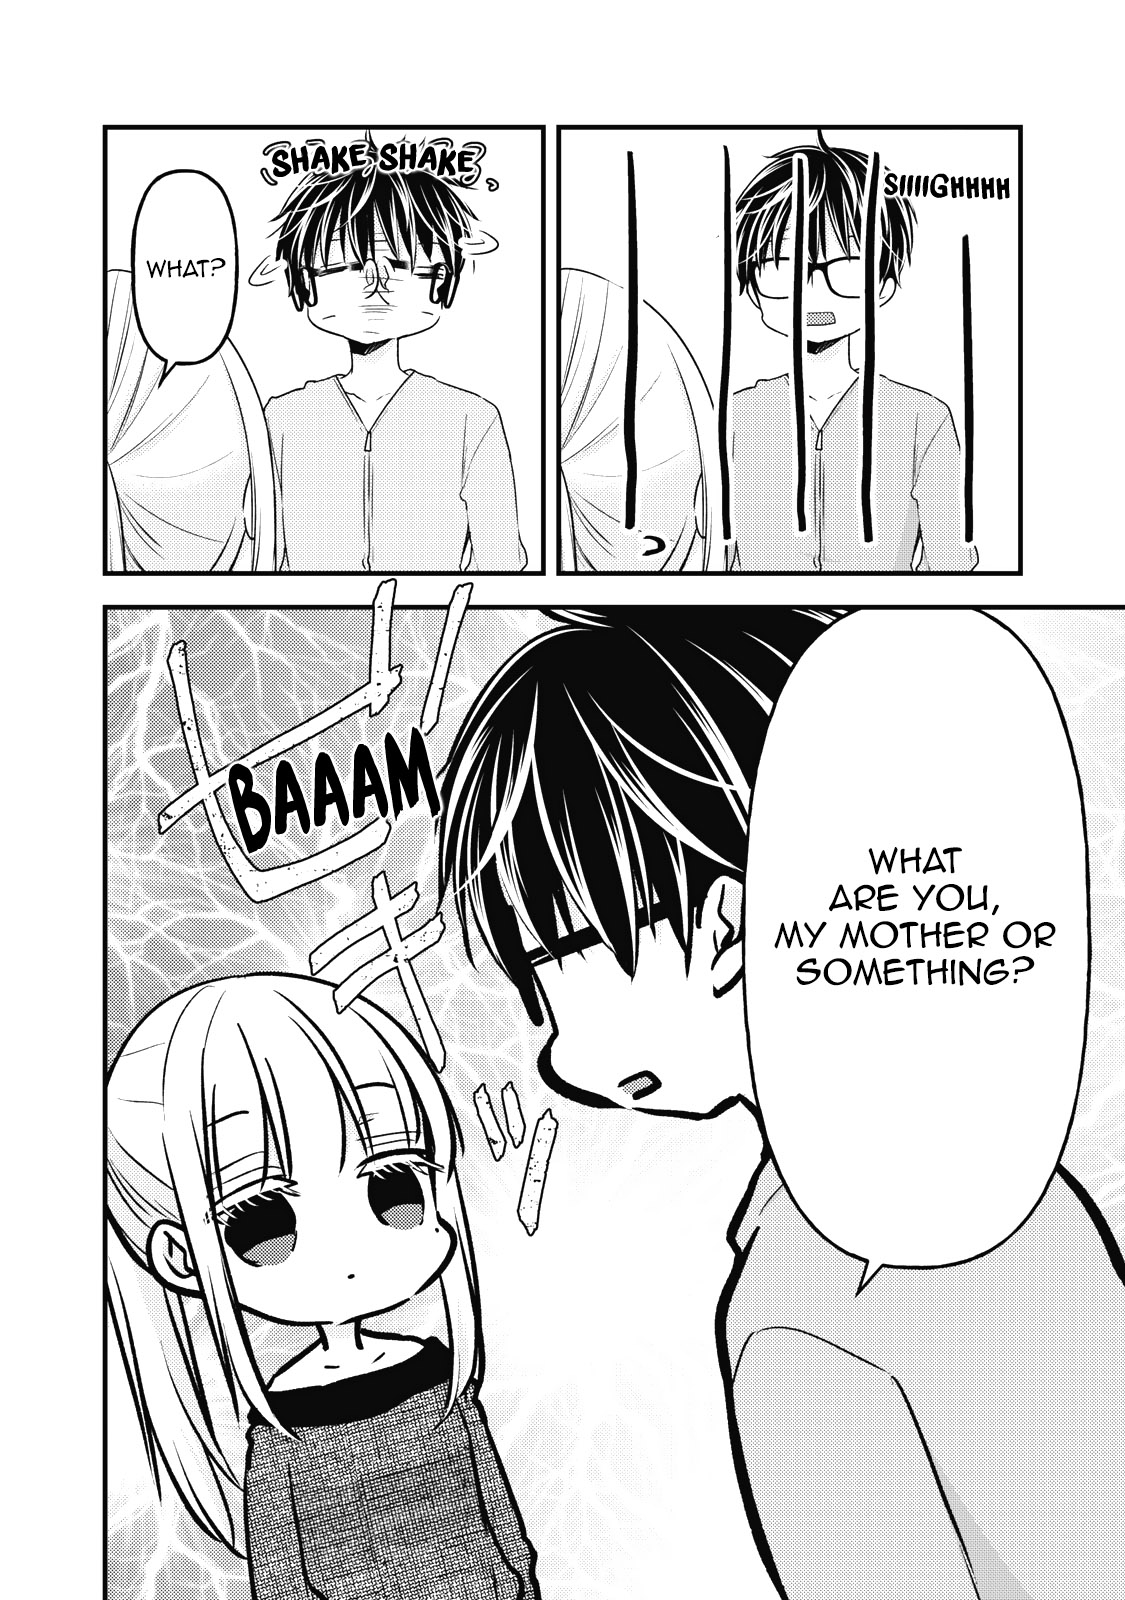 SIIIIGHHHH
SHAKE SHAKE
WHAT?
WHAT
ARE YOU,
MY MOTHER OR
SOMETHING?
BAAAM